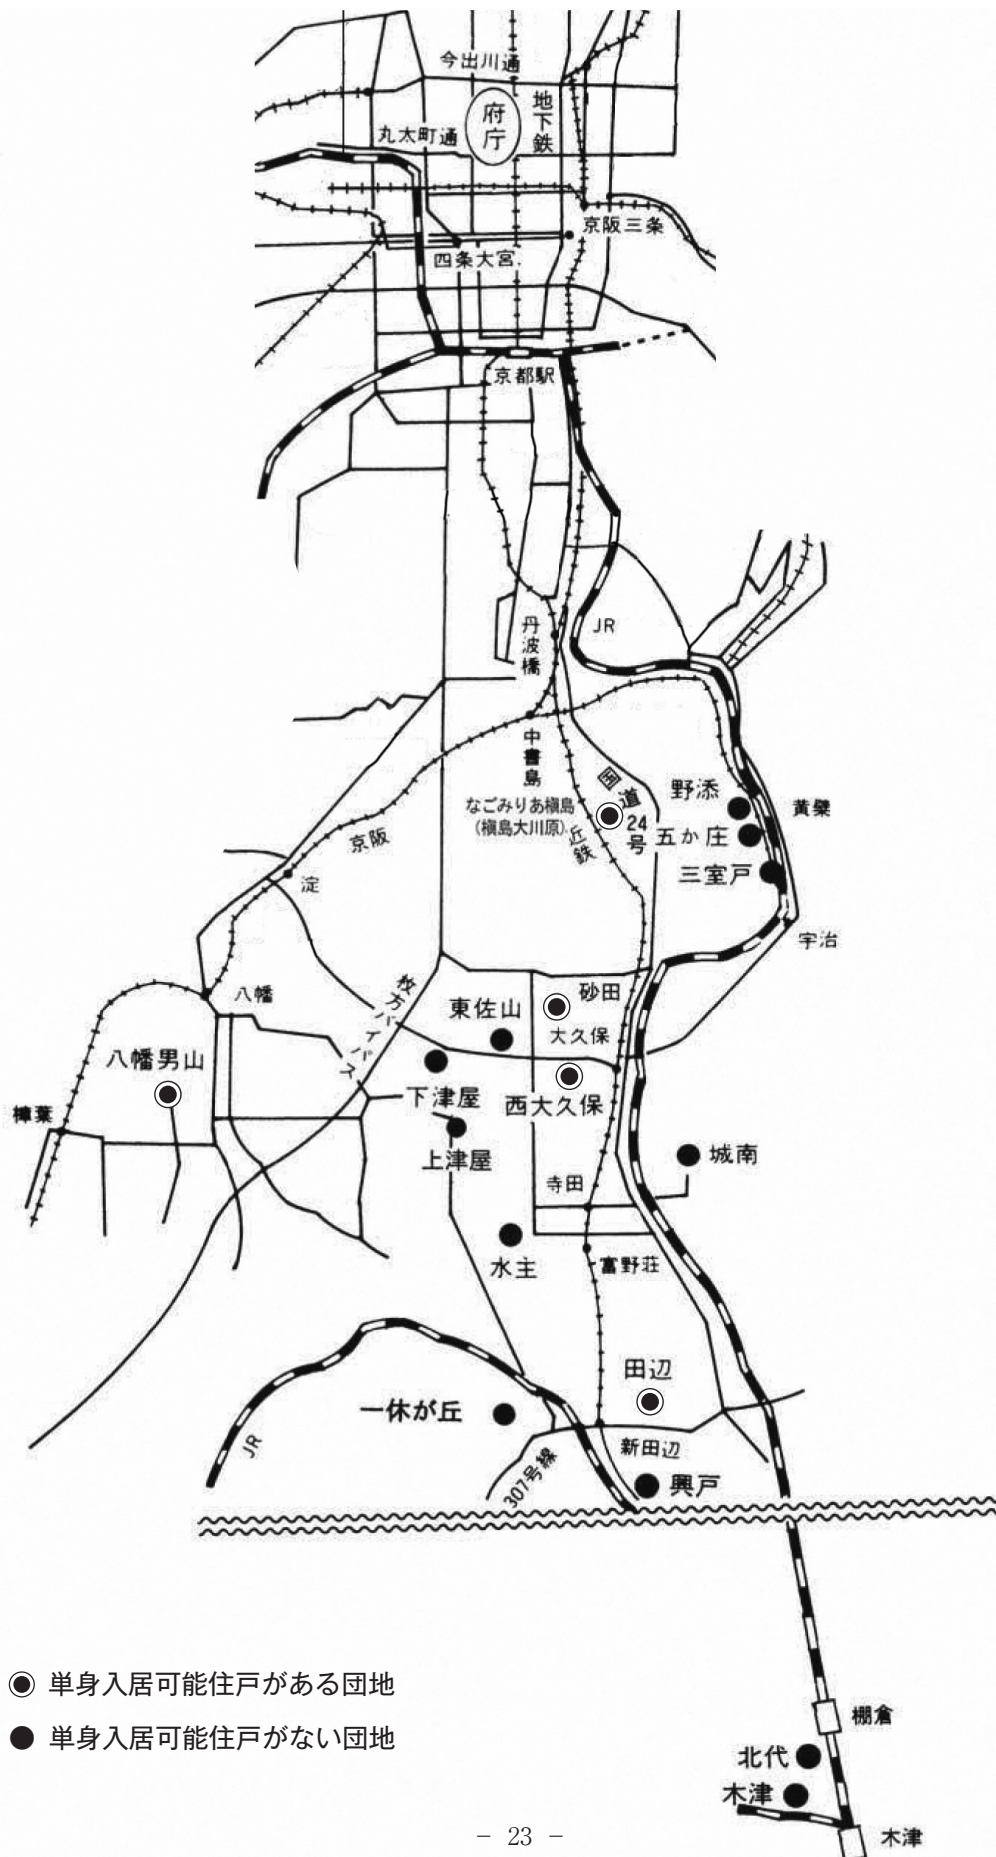 今出川通
府庁
地下鉄
丸太町通
京阪三条
四条大宮
京都駅
丹波橋
JR
中書島
なごみりあ槇島
(槇島大川原)
国道24号
近鉄
野添
黄檗
五か庄
三室戸
京阪
淀
宇治
八幡
枚方バイパス
東佐山
砂田
大久保
八幡男山
下津屋
西大久保
樟葉
上津屋
城南
寺田
水主
富野荘
田辺
一休が丘
JR
新田辺
307号線
興戸
◉ 単身入居可能住戸がある団地
● 単身入居可能住戸がない団地
棚倉
北代
木津
木津
− 23 −